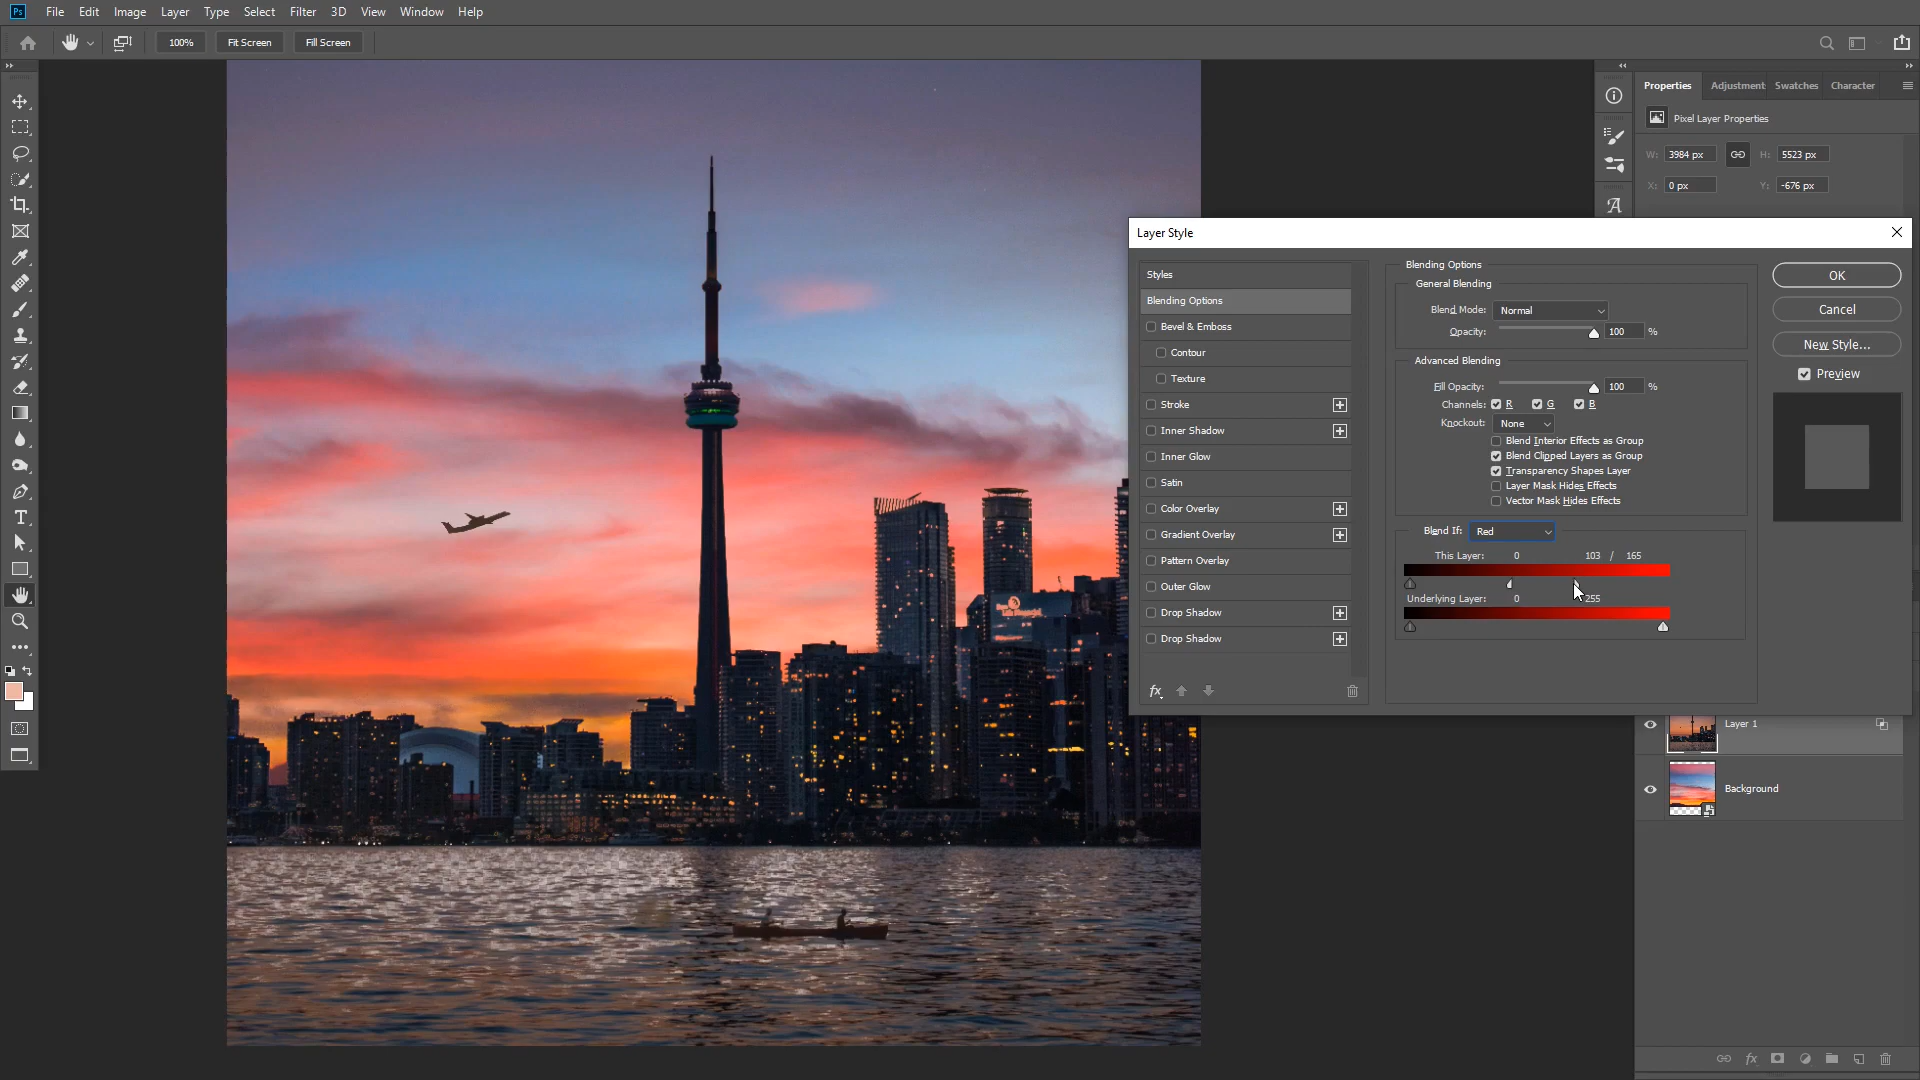 Ps File Edit Image Layer Type Select Filter 3D View Window Help
100% Fit Screen Fill Screen
Properties Adjustment Swatches Character
Pixel Layer Properties
W: 3984 px H: 5523 px
X: 0 px Y: -676 px
Layer Style
Styles
Blending Options
Bevel & Emboss
Contour
Texture
Stroke
Inner Shadow
Inner Glow
Satin
Color Overlay
Gradient Overlay
Pattern Overlay
Outer Glow
Drop Shadow
Drop Shadow
fx
Blending Options
General Blending
Blend Mode: Normal
Opacity: 100 %
Advanced Blending
Fill Opacity: 100 %
Channels: R G B
Knockout: None
Blend Interior Effects as Group
Blend Clipped Layers as Group
Transparency Shapes Layer
Layer Mask Hides Effects
Vector Mask Hides Effects
Blend If: Red
This Layer: 0 103 / 165
Underlying Layer: 0 255
OK
Cancel
New Style...
Preview
Layer 1
Background
fx